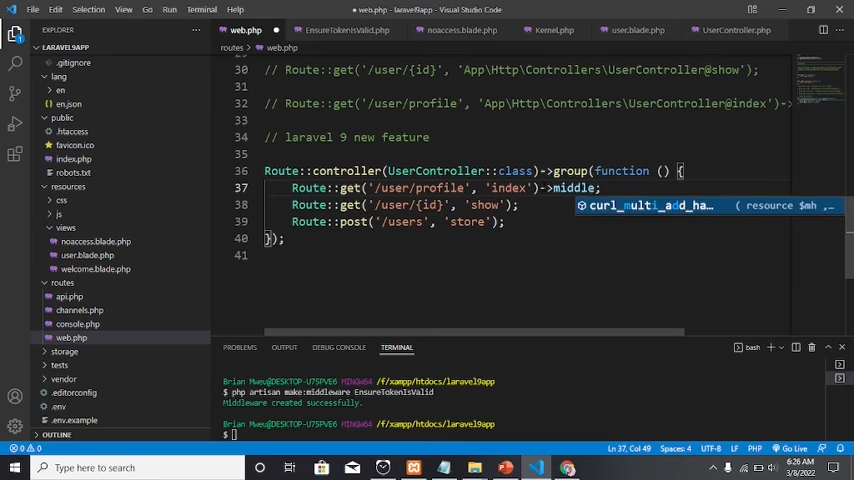 File Edit Selection View Go Run Terminal Help
● web.php - laravel9app - Visual Studio Code
EXPLORER ···
web.php ●
EnsureTokenIsValid.php
noaccess.blade.php
Kernel.php
user.blade.php
UserController.php
LARAVEL9APP
routes > web.php
.gitignore
lang
en
en.json
public
.htaccess
favicon.ico
index.php
robots.txt
resources
css
js
views
noaccess.blade.php
user.blade.php
welcome.blade.php
routes
api.php
channels.php
console.php
web.php
storage
tests
vendor
.editorconfig
.env
.env.example
OUTLINE
30 // Route::get('/user/{id}', 'App\Http\Controllers\UserController@show');
31
32 // Route::get('/user/profile', 'App\Http\Controllers\UserController@index')->
33
34 // laravel 9 new feature
35
36 Route::controller(UserController::class)->group(function () {
37 Route::get('/user/profile', 'index')->middle;
curl_multi_add_ha… ( resource $mh ,…
38 Route::get('/user/{id}', 'show');
39 Route::post('/users', 'store');
40 });
41
PROBLEMS OUTPUT DEBUG CONSOLE TERMINAL
bash
Brian Mweu@DESKTOP-U7SPVE6 MINGW64 /f/xampp/htdocs/laravel9app
$ php artisan make:middleware EnsureTokenIsValid
Middleware created successfully.
Brian Mweu@DESKTOP-U7SPVE6 MINGW64 /f/xampp/htdocs/laravel9app
$
0 0
Ln 37, Col 49 Spaces: 4 UTF-8 LF PHP Go Live
Type here to search
6:26 AM
3/8/2022